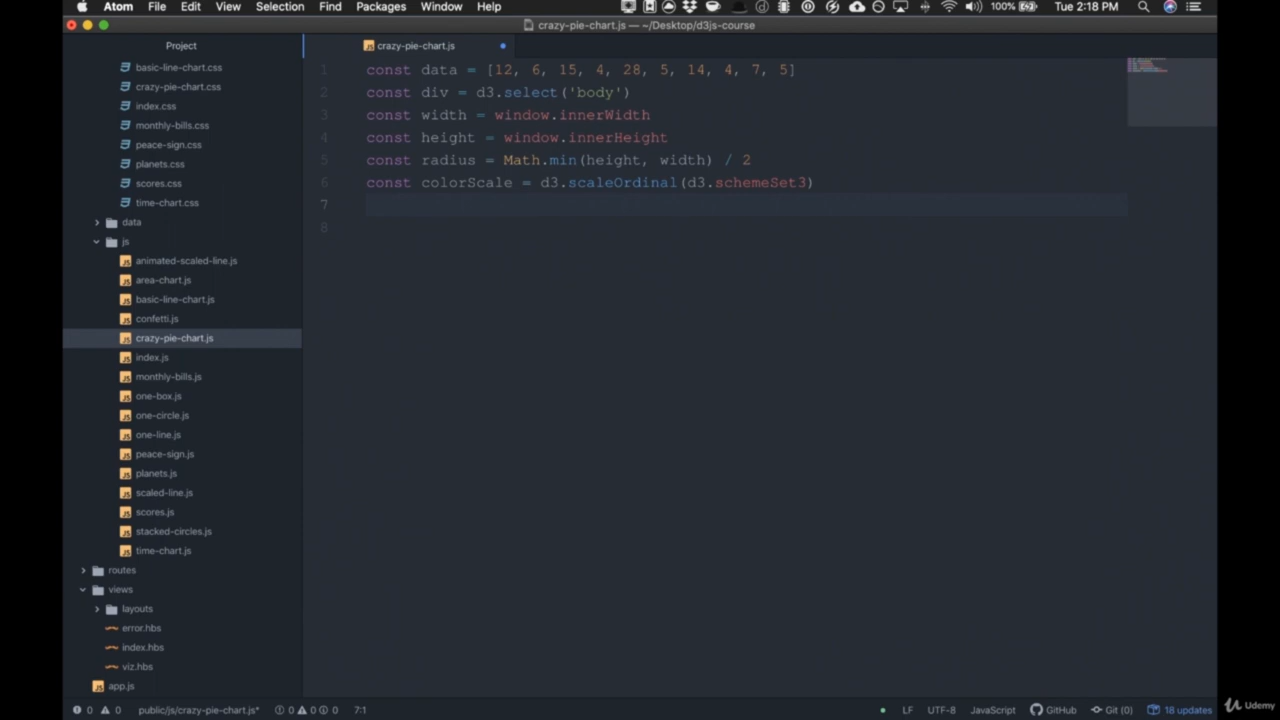 Atom File Edit View Selection Find Packages Window Help 100% Tue 2:18 PM
crazy-pie-chart.js — ~/Desktop/d3js-course
Project
crazy-pie-chart.js
basic-line-chart.css
crazy-pie-chart.css
index.css
monthly-bills.css
peace-sign.css
planets.css
scores.css
time-chart.css
data
js
animated-scaled-line.js
area-chart.js
basic-line-chart.js
confetti.js
crazy-pie-chart.js
index.js
monthly-bills.js
one-box.js
one-circle.js
one-line.js
peace-sign.js
planets.js
scaled-line.js
scores.js
stacked-circles.js
time-chart.js
routes
views
layouts
error.hbs
index.hbs
viz.hbs
app.js
1 const data = [12, 6, 15, 4, 28, 5, 14, 4, 7, 5]
2 const div = d3.select('body')
3 const width = window.innerWidth
4 const height = window.innerHeight
5 const radius = Math.min(height, width) / 2
6 const colorScale = d3.scaleOrdinal(d3.schemeSet3)
7
8
0 0 public/js/crazy-pie-chart.js* 0 0 0 7:1 LF UTF-8 JavaScript GitHub Git (0) 18 updates
Udemy